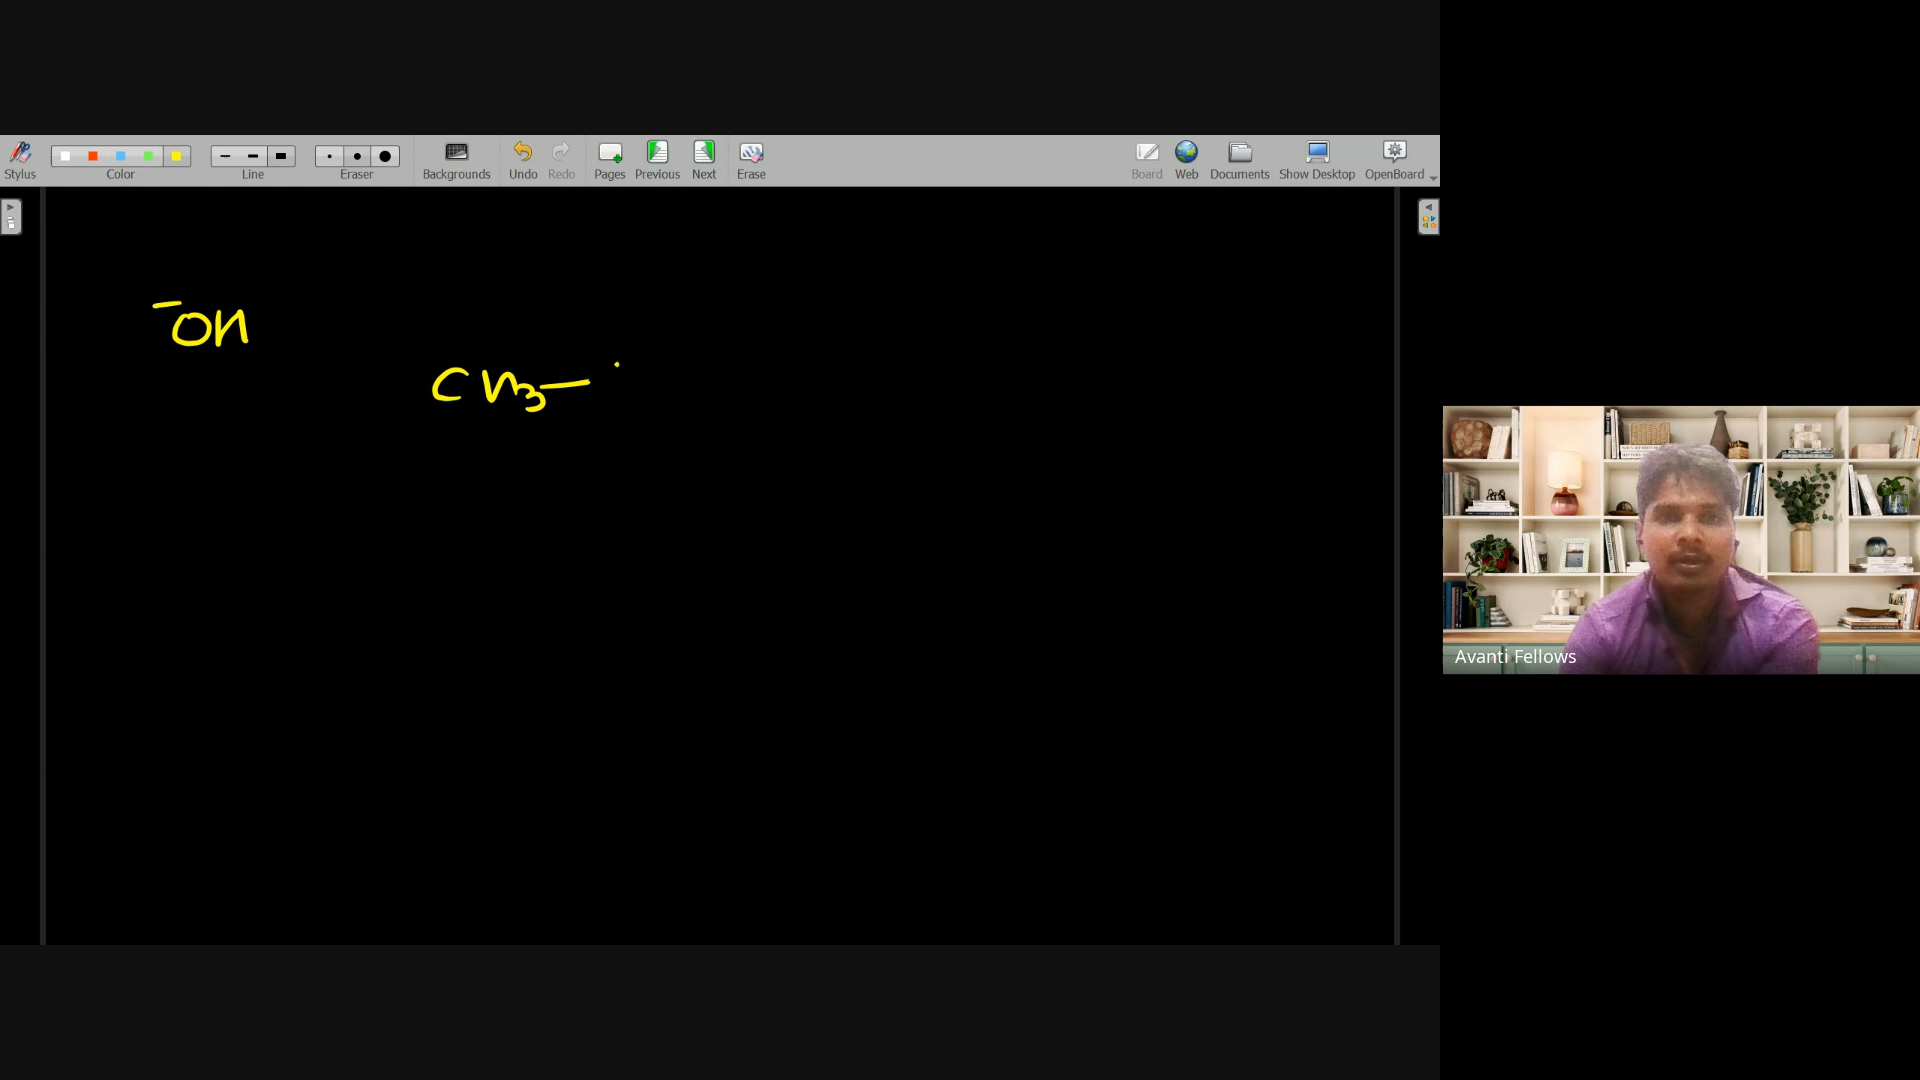 Stylus
Color
Line
Eraser
Backgrounds
Undo
Redo
Pages
Previous
Next
Erase
Board
Web
Documents
Show Desktop
OpenBoard
⁻OH
CH₃—
Avanti Fellows